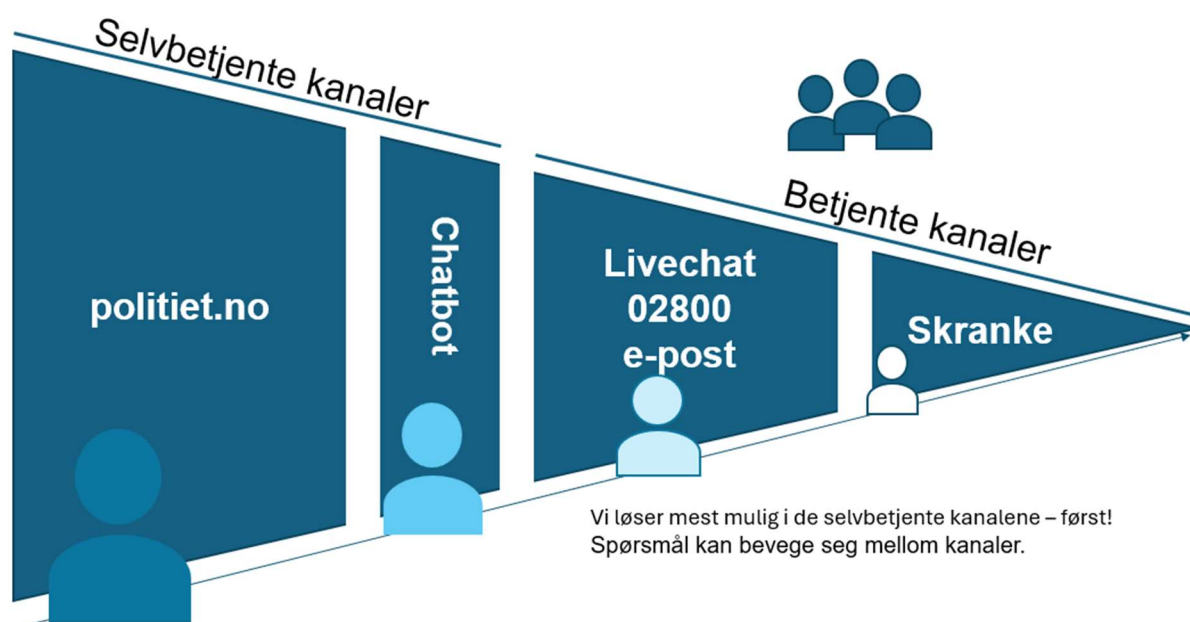 Selvbetjente kanaler
Betjente kanaler
politiet.no
Chatbot
Livechat
02800
e-post
Skranke
Vi løser mest mulig i de selvbetjente kanalene – først!
Spørsmål kan bevege seg mellom kanaler.